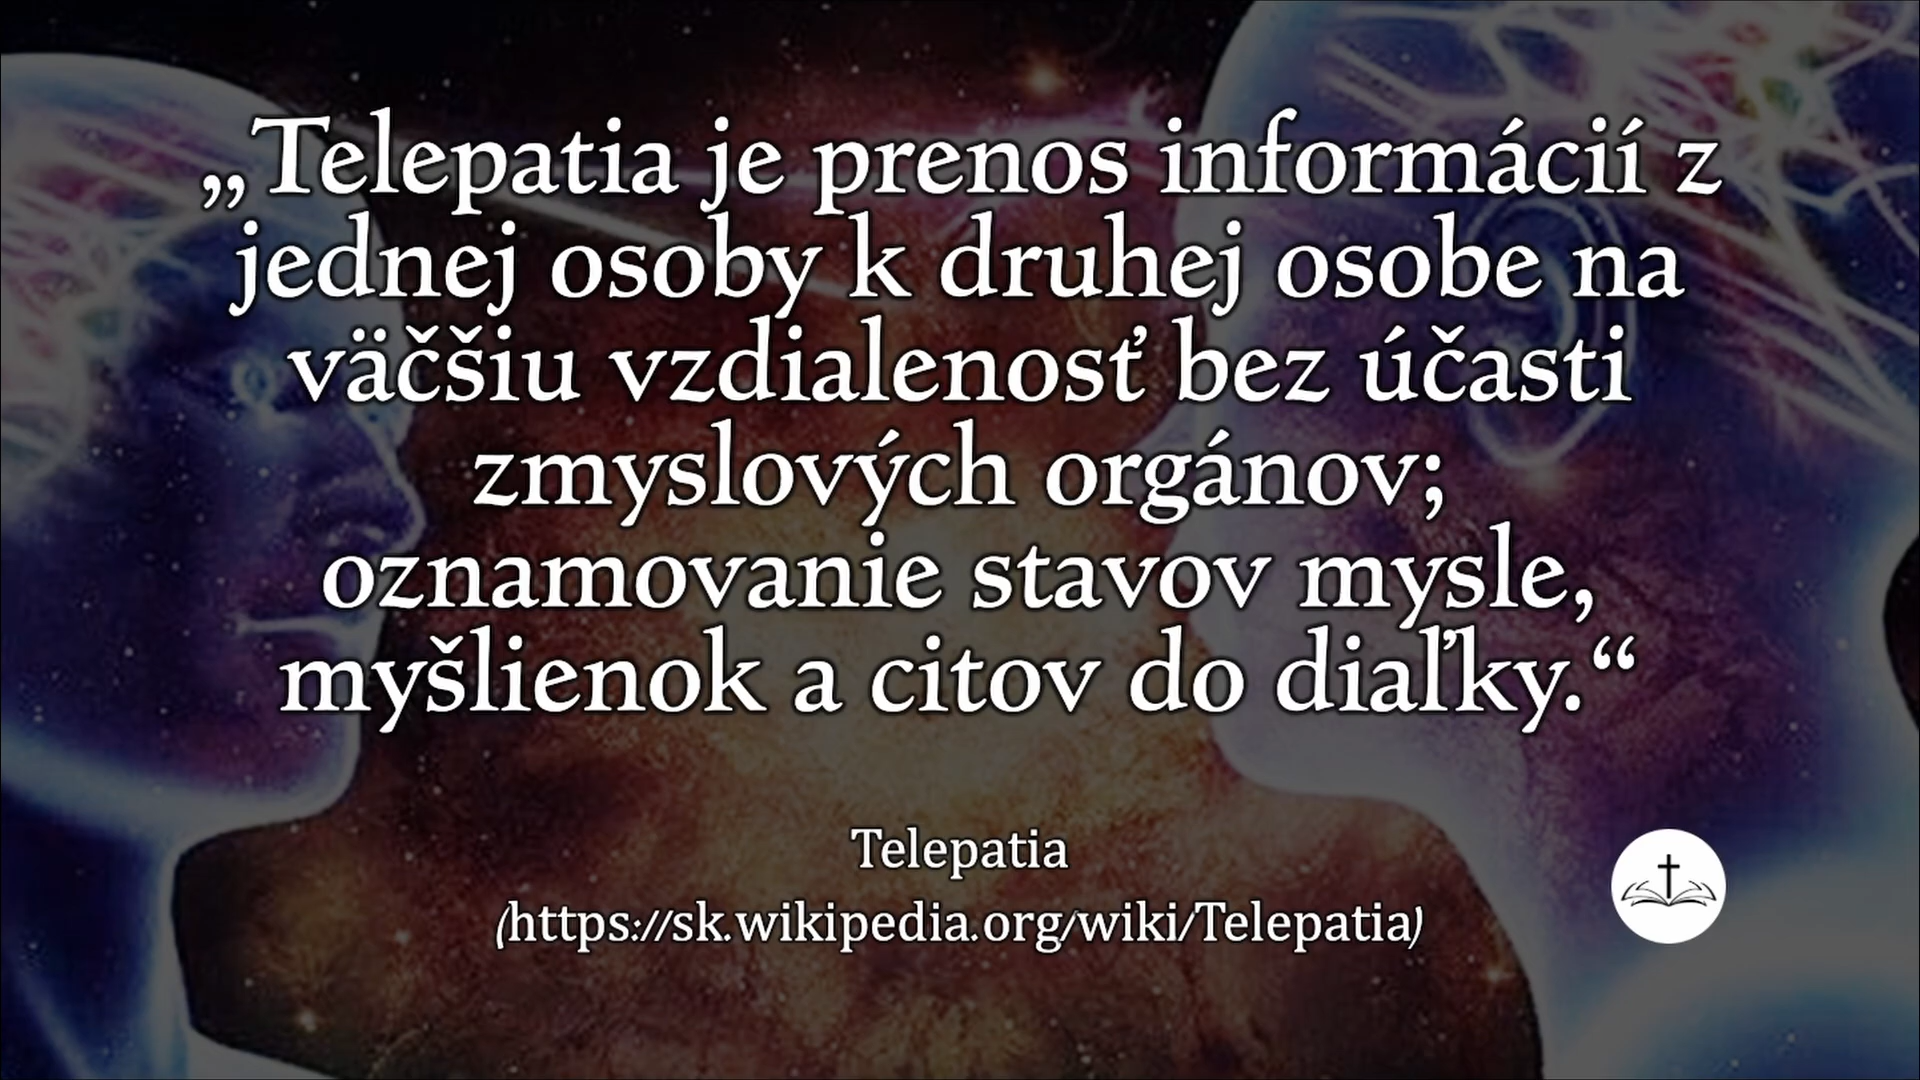 „Telepatia je prenos informácií z
jednej osoby k druhej osobe na
väčšiu vzdialenosť bez účasti
zmyslových orgánov;
oznamovanie stavov mysle,
myšlienok a citov do diaľky.“
Telepatia
(https://sk.wikipedia.org/wiki/Telepatia)